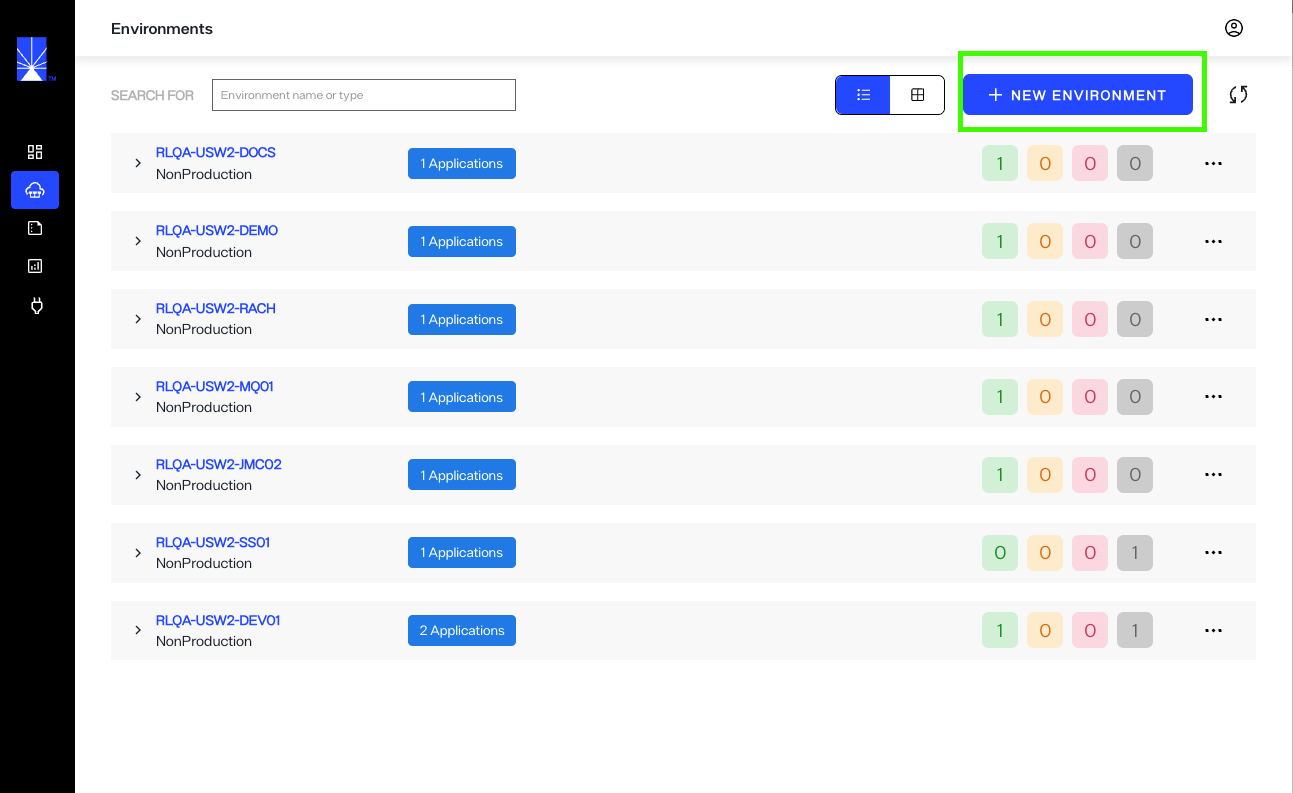 Environments
TM
SEARCH FOR
Environment name or type
NEW ENVIRONMENT
RLQA-USW2-DOCS
NonProduction
1 Applications
1 0 0 0
RLQA-USW2-DEMO
NonProduction
1 Applications
1 0 0 0
RLQA-USW2-RACH
NonProduction
1 Applications
1 0 0 0
RLQA-USW2-MQ01
NonProduction
1 Applications
1 0 0 0
RLQA-USW2-JMC02
NonProduction
1 Applications
1 0 0 0
RLQA-USW2-SS01
NonProduction
1 Applications
0 0 0 1
RLQA-USW2-DEV01
NonProduction
2 Applications
1 0 0 1